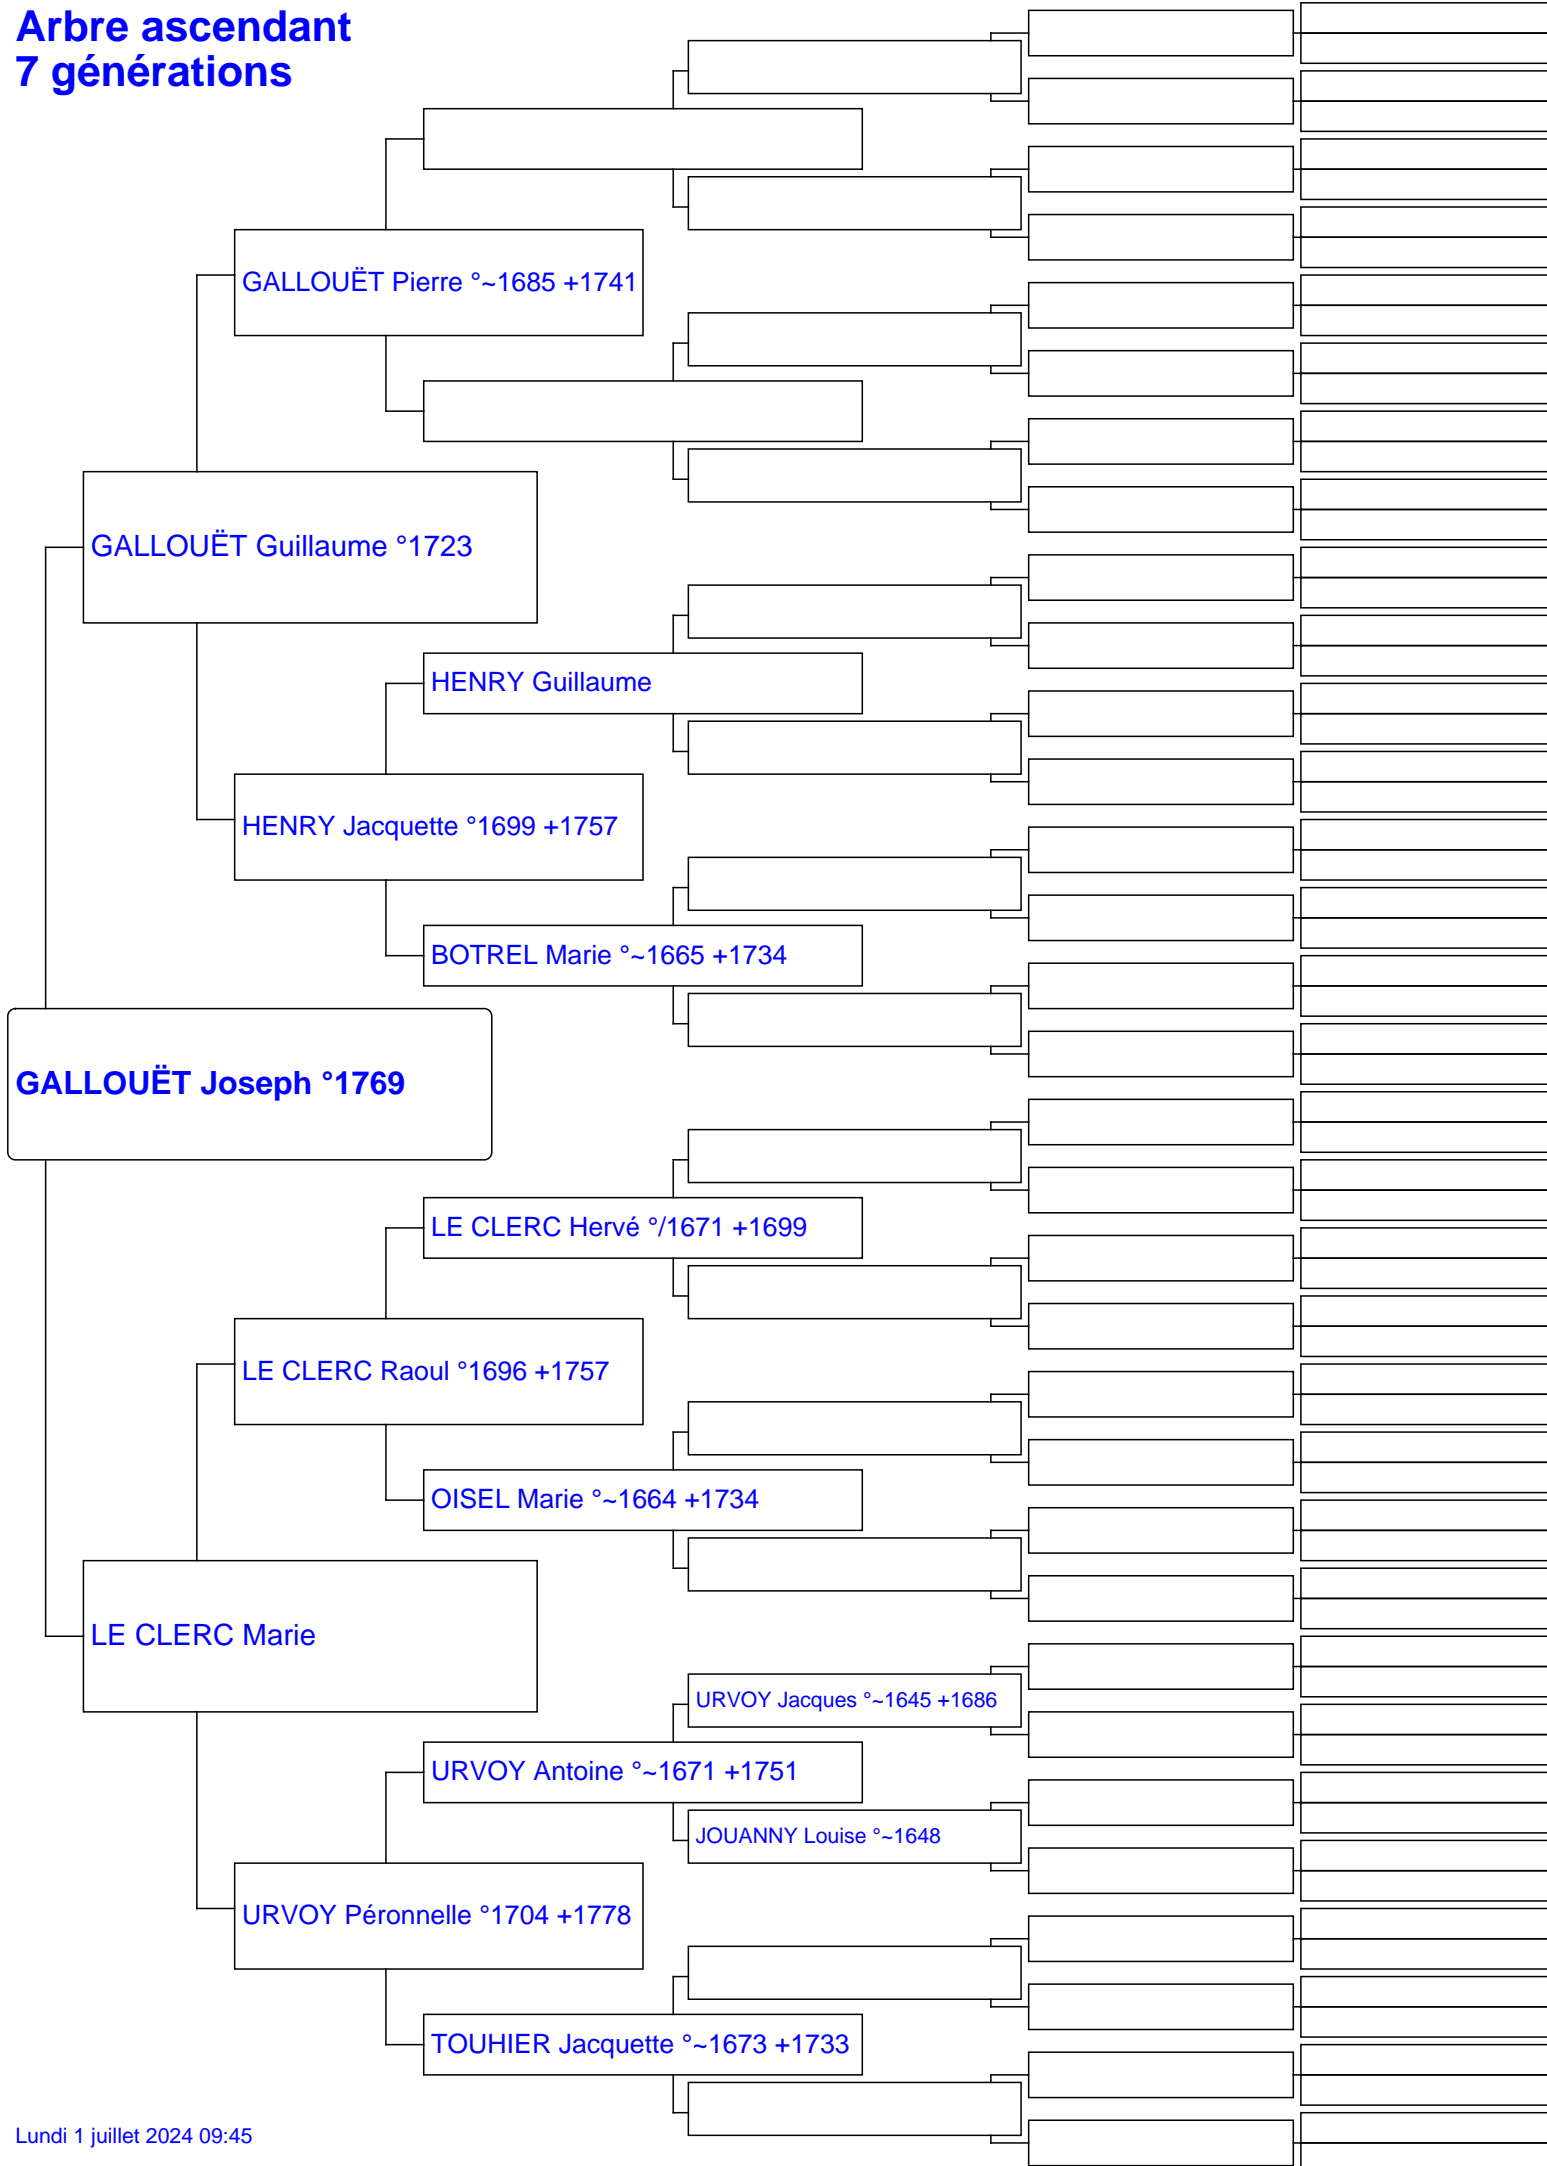 Arbre ascendant
7 générations
GALLOUËT Pierre °~1685 +1741
GALLOUËT Guillaume °1723
HENRY Guillaume
HENRY Jacquette °1699 +1757
BOTREL Marie °~1665 +1734
GALLOUËT Joseph °1769
LE CLERC Hervé °/1671 +1699
LE CLERC Raoul °1696 +1757
OISEL Marie °~1664 +1734
LE CLERC Marie
URVOY Jacques °~1645 +1686
URVOY Antoine °~1671 +1751
JOUANNY Louise °~1648
URVOY Péronnelle °1704 +1778
TOUHIER Jacquette °~1673 +1733
Lundi 1 juillet 2024 09:45